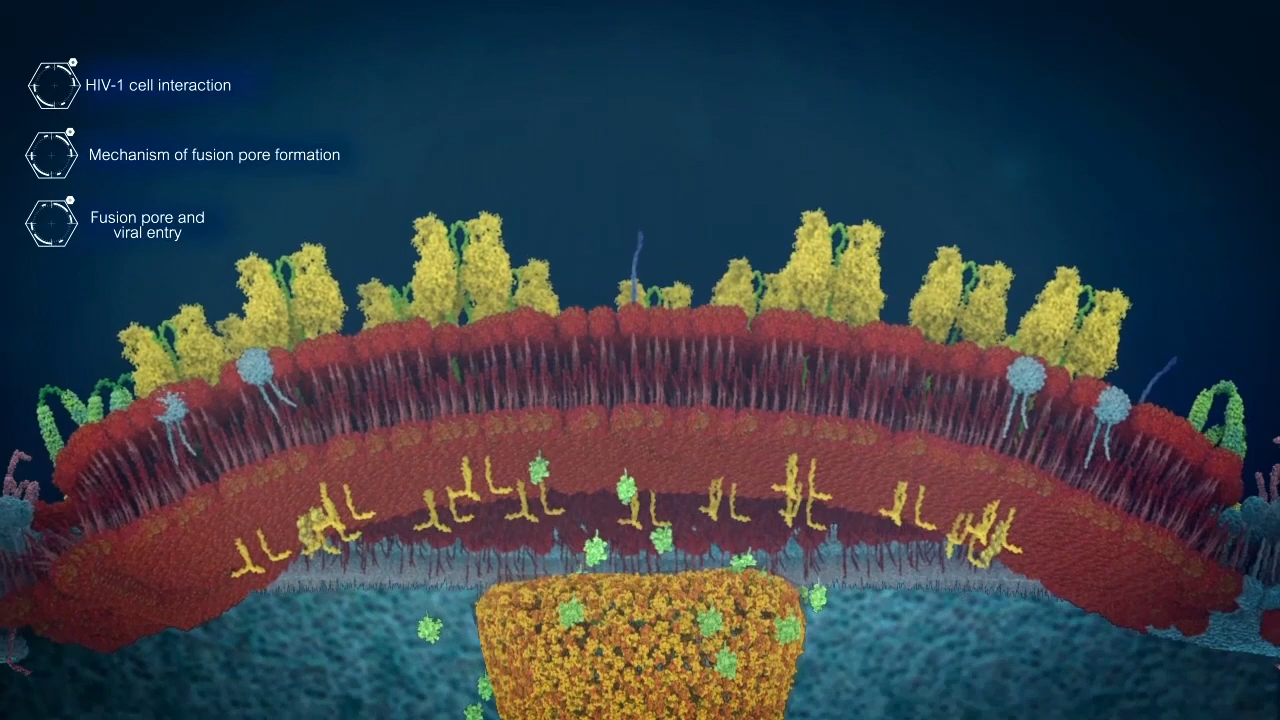 HIV-1 cell interaction
Mechanism of fusion pore formation
Fusion pore and
viral entry